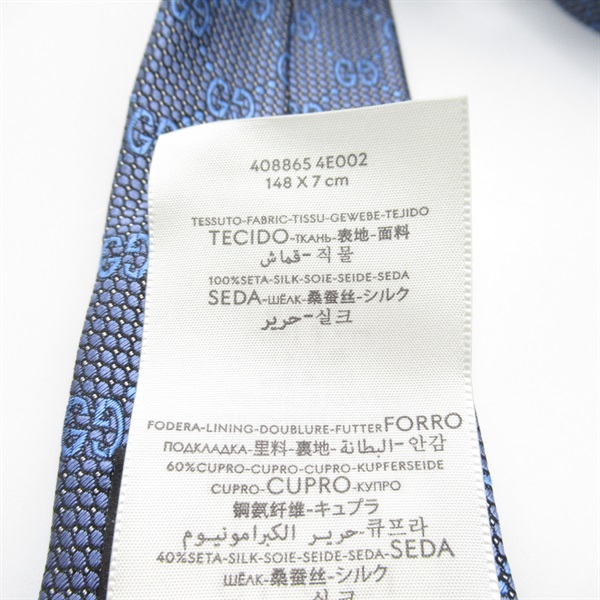 408865 4E002
148 X 7 cm
TESSUTO-FABRIC-TISSU-GEWEBE-TEJIDO
TECIDO-ТКАНЬ-表地-面料
قماش-직물
100%SETA-SILK-SOIE-SEIDE-SEDA
SEDA-ШЁЛК-桑蚕丝-シルク
حرير-실크
FODERA-LINING-DOUBLURE-FUTTER FORRO
ПОДКЛАДКА-里料-裏地-البطانة-안감
60%CUPRO-CUPRO-CUPRO-KUPFERSEIDE
CUPRO-CUPRO-КУПРО
铜氨纤维-キュプラ
حرير الكبرامونيوم-큐프라
40%SETA-SILK-SOIE-SEIDE-SEDA SEDA
ШЁЛК-桑蚕丝-シルク
حرير-실크